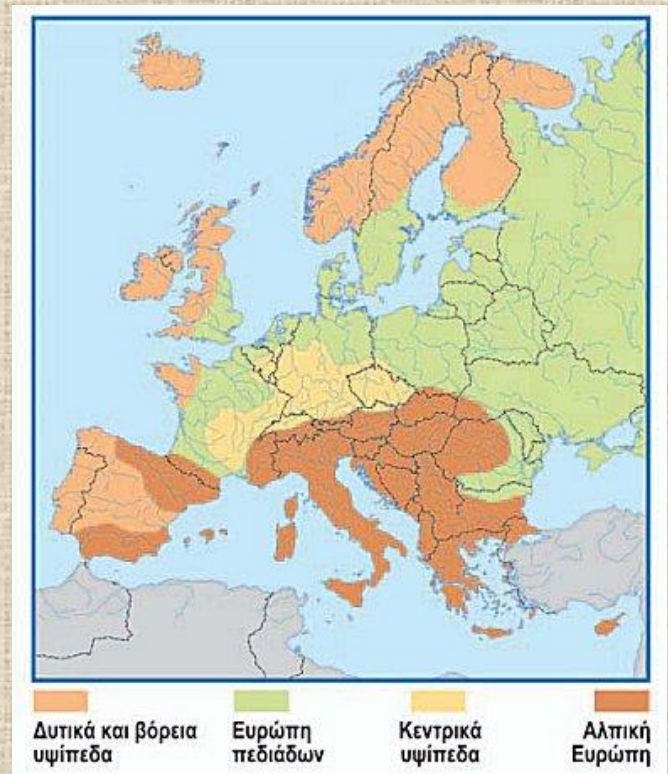 Δυτικά και βόρεια
υψίπεδα
Ευρώπη
πεδιάδων
Κεντρικά
υψίπεδα
Αλπική
Ευρώπη